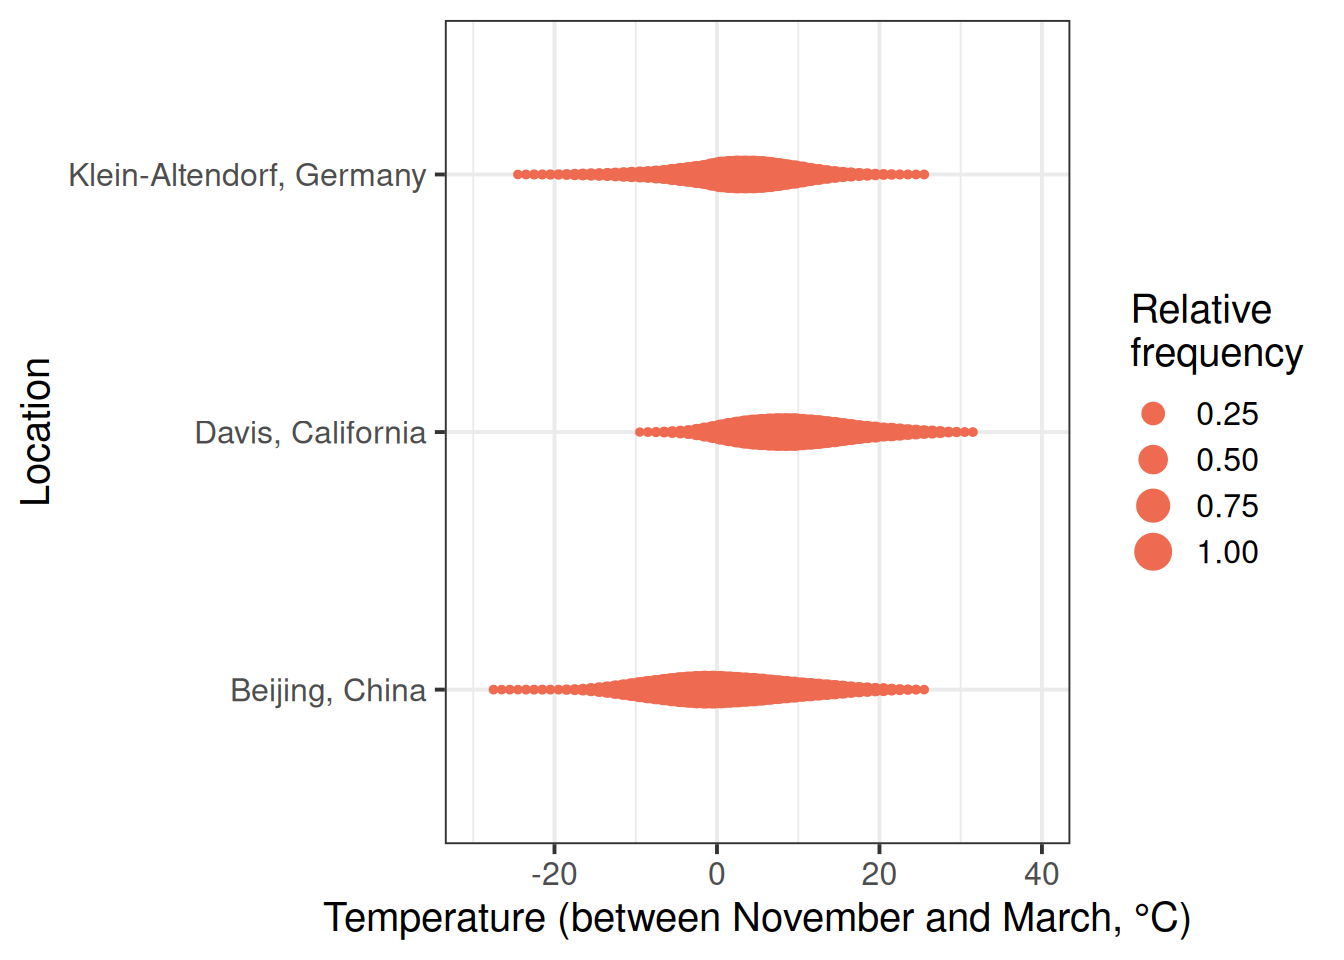 Klein-Altendorf, Germany
Davis, California
Beijing, China
Location
-20 0 20 40
Temperature (between November and March, °C)
Relative
frequency
0.25
0.50
0.75
1.00